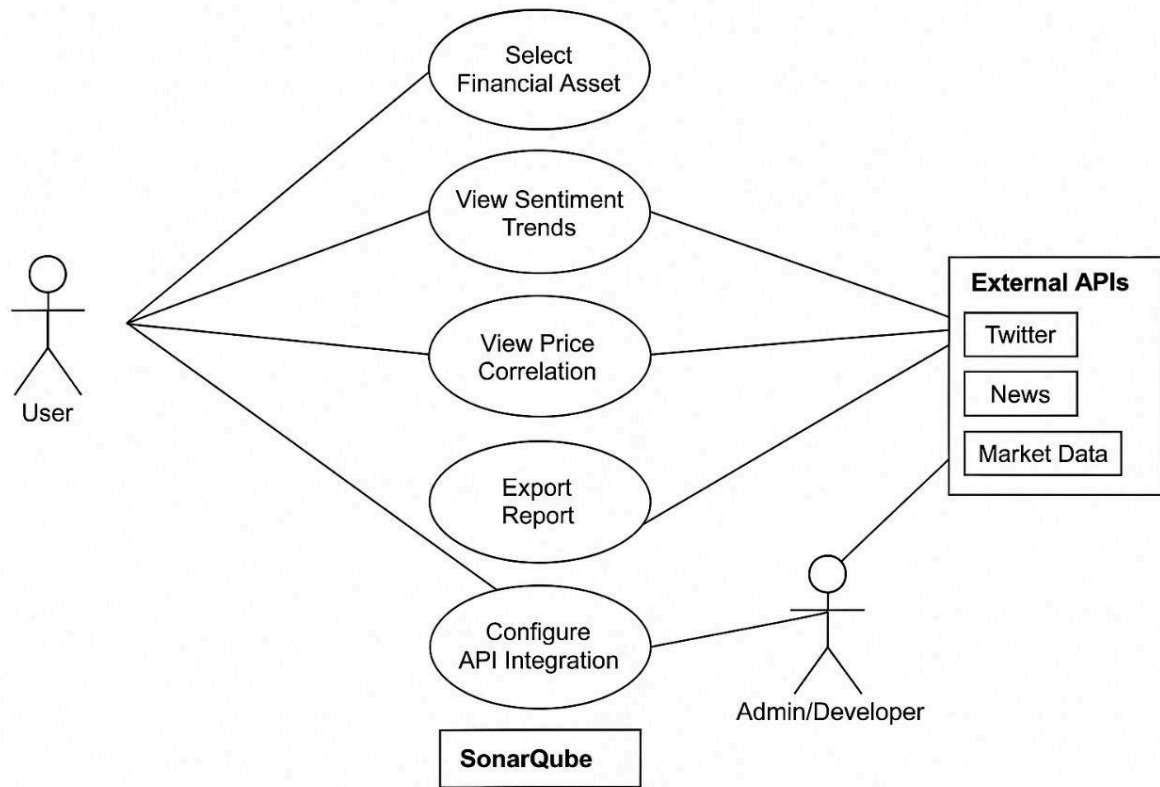 Select
Financial Asset
View Sentiment
Trends
View Price
Correlation
Export
Report
Configure
API Integration
SonarQube
User
External APIs
Twitter
News
Market Data
Admin/Developer